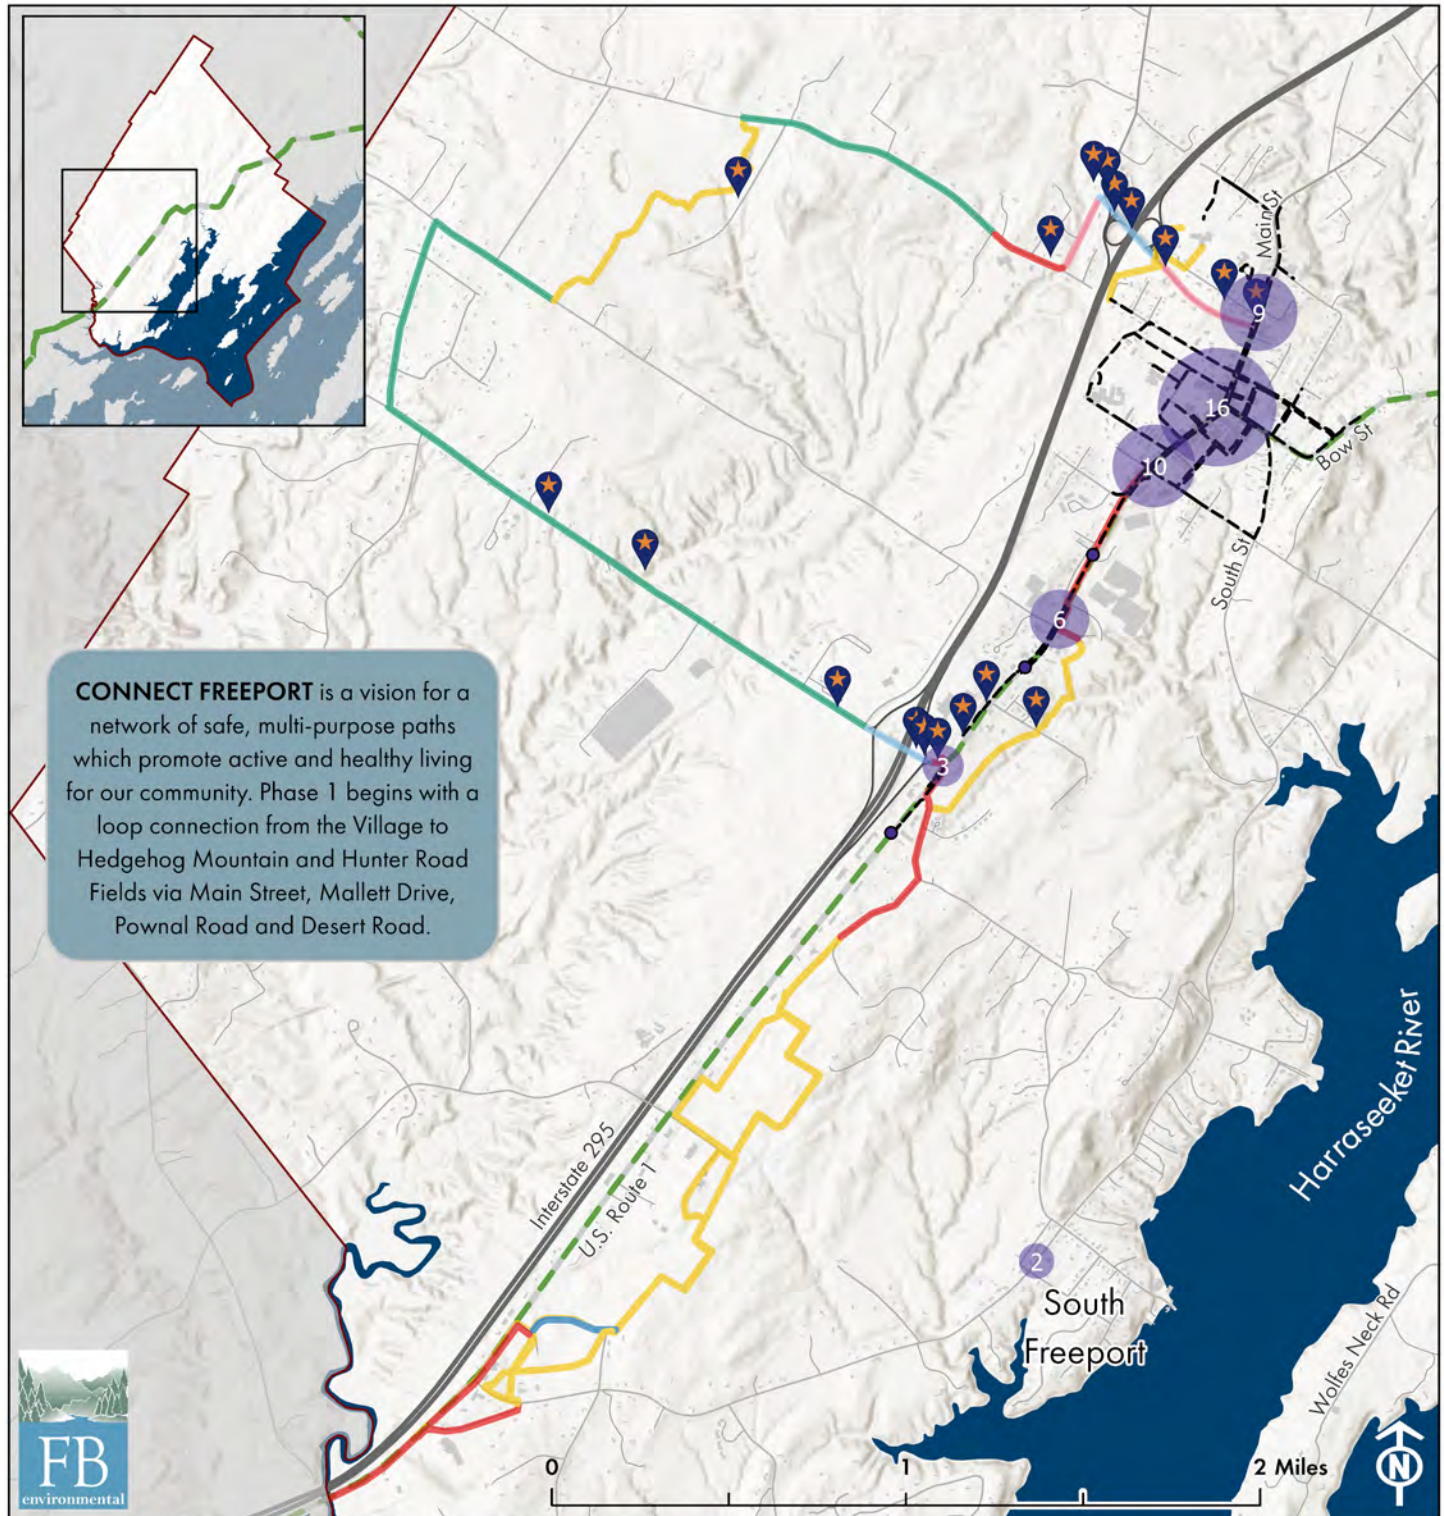 Main St
9
16
Bow St
10
South St
6
CONNECT FREEPORT is a vision for a
network of safe, multi-purpose paths
which promote active and healthy living
for our community. Phase 1 begins with a
loop connection from the Village to
Hedgehog Mountain and Hunter Road
Fields via Main Street, Mallett Drive,
Pownal Road and Desert Road.
3
Harraseeket River
Interstate 295
U.S. Route 1
2
South
Freeport
Wolfes Neck Rd
FB
environmental
0 1 2 Miles
N